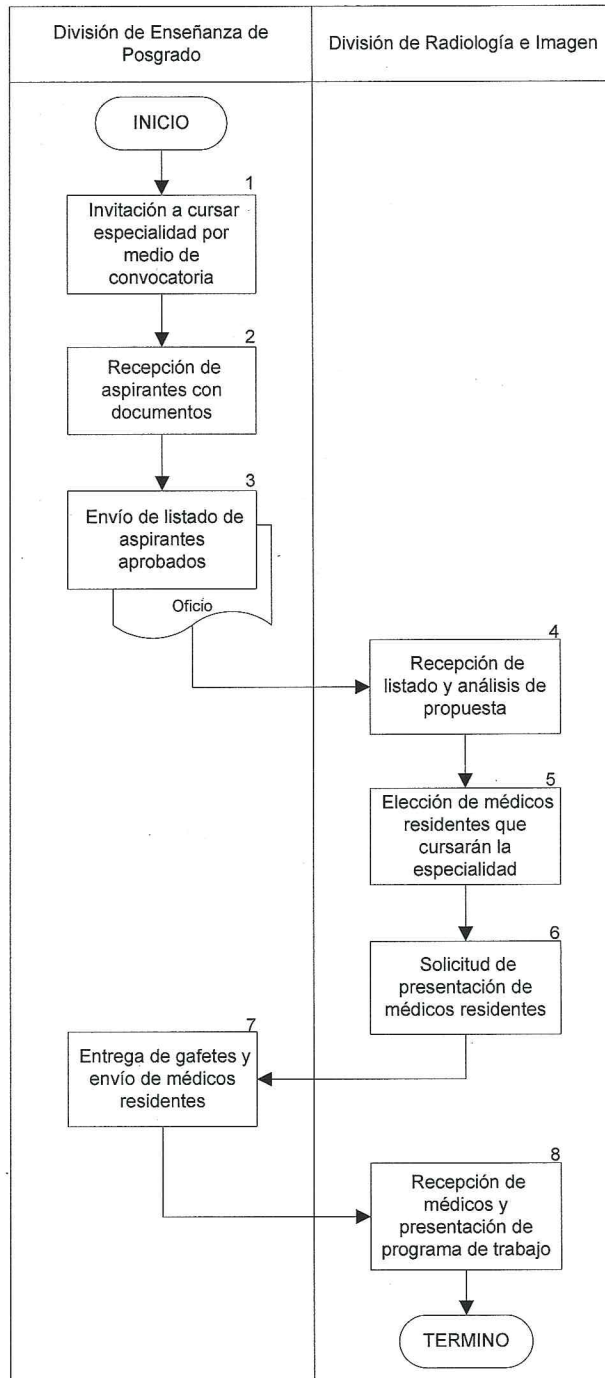 División de Enseñanza de
Posgrado
División de Radiología e Imagen
INICIO
1
Invitación a cursar
especialidad por
medio de
convocatoria
2
Recepción de
aspirantes con
documentos
3
Envío de listado de
aspirantes
aprobados
Oficio
4
Recepción de
listado y análisis de
propuesta
5
Elección de médicos
residentes que
cursarán la
especialidad
6
Solicitud de
presentación de
médicos residentes
7
Entrega de gafetes y
envío de médicos
residentes
8
Recepción de
médicos y
presentación de
programa de trabajo
TERMINO